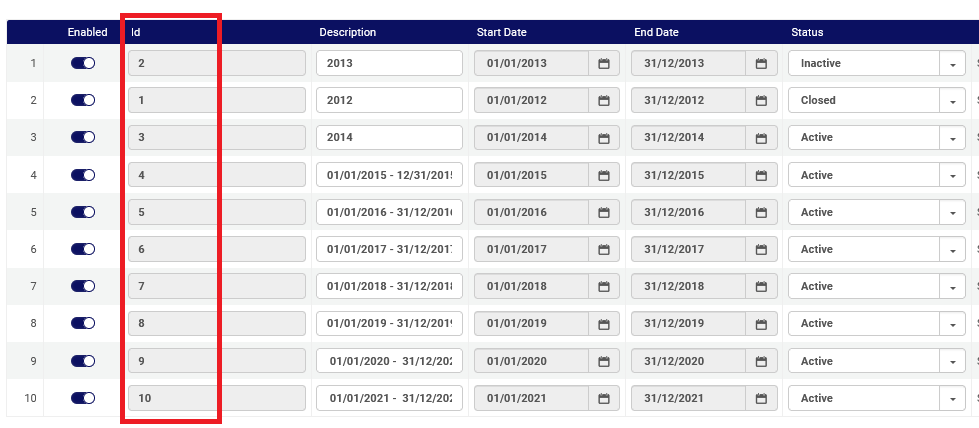 Enabled Id Description Start Date End Date Status
1 2 2013 01/01/2013 31/12/2013 Inactive
2 1 2012 01/01/2012 31/12/2012 Closed
3 3 2014 01/01/2014 31/12/2014 Active
4 4 01/01/2015 - 12/31/2015 01/01/2015 31/12/2015 Active
5 5 01/01/2016 - 31/12/2016 01/01/2016 31/12/2016 Active
6 6 01/01/2017 - 31/12/2017 01/01/2017 31/12/2017 Active
7 7 01/01/2018 - 31/12/2018 01/01/2018 31/12/2018 Active
8 8 01/01/2019 - 31/12/2019 01/01/2019 31/12/2019 Active
9 9 01/01/2020 - 31/12/202 01/01/2020 31/12/2020 Active
10 10 01/01/2021 - 31/12/202 01/01/2021 31/12/2021 Active